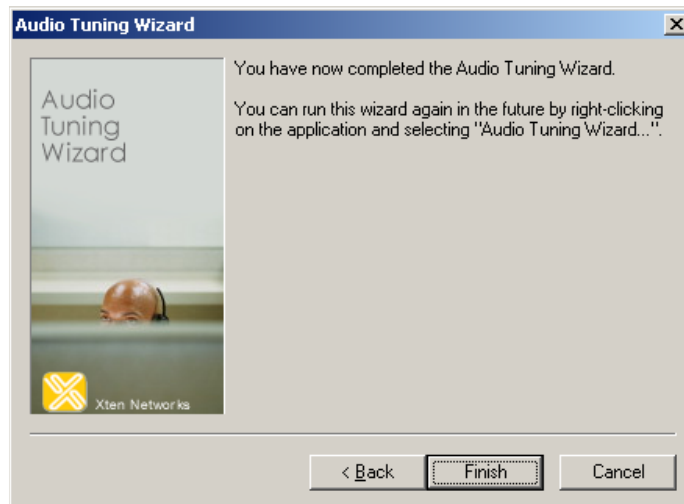 Audio Tuning Wizard
Audio
Tuning
Wizard
You have now completed the Audio Tuning Wizard.
You can run this wizard again in the future by right-clicking
on the application and selecting "Audio Tuning Wizard...".
Xten Networks
< Back
Finish
Cancel